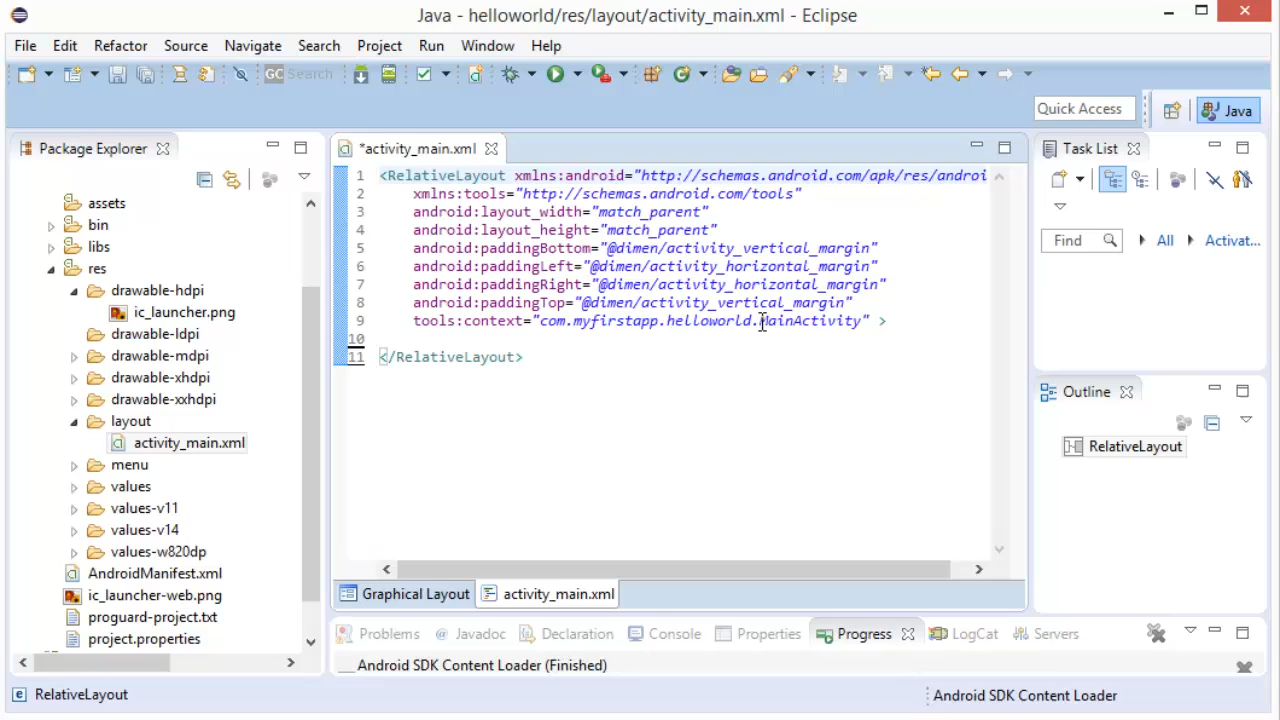 Java - helloworld/res/layout/activity_main.xml - Eclipse
File Edit Refactor Source Navigate Search Project Run Window Help
GC Search
Quick Access
Java
Package Explorer
assets
bin
libs
res
drawable-hdpi
ic_launcher.png
drawable-ldpi
drawable-mdpi
drawable-xhdpi
drawable-xxhdpi
layout
activity_main.xml
menu
values
values-v11
values-v14
values-w820dp
AndroidManifest.xml
ic_launcher-web.png
proguard-project.txt
project.properties
*activity_main.xml
1 <RelativeLayout xmlns:android="http://schemas.android.com/apk/res/androi
2 xmlns:tools="http://schemas.android.com/tools"
3 android:layout_width="match_parent"
4 android:layout_height="match_parent"
5 android:paddingBottom="@dimen/activity_vertical_margin"
6 android:paddingLeft="@dimen/activity_horizontal_margin"
7 android:paddingRight="@dimen/activity_horizontal_margin"
8 android:paddingTop="@dimen/activity_vertical_margin"
9 tools:context="com.myfirstapp.helloworld.MainActivity" >
10
11 </RelativeLayout>
Graphical Layout activity_main.xml
Task List
Find All Activat...
Outline
RelativeLayout
Problems @ Javadoc Declaration Console Properties Progress LogCat Servers
Android SDK Content Loader (Finished)
RelativeLayout
Android SDK Content Loader